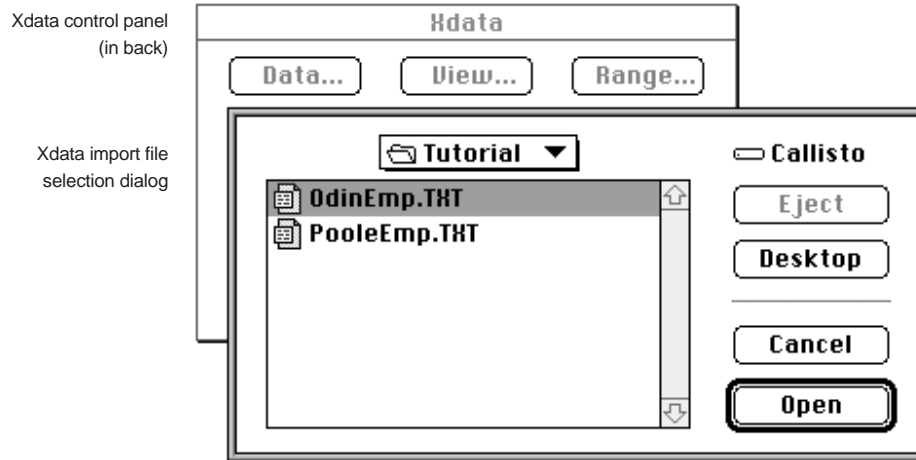 Xdata control panel
(in back)
Xdata
Data...
View...
Range...
Xdata import file
selection dialog
Tutorial
Callisto
OdinEmp.TXT
PooleEmp.TXT
Eject
Desktop
Cancel
Open